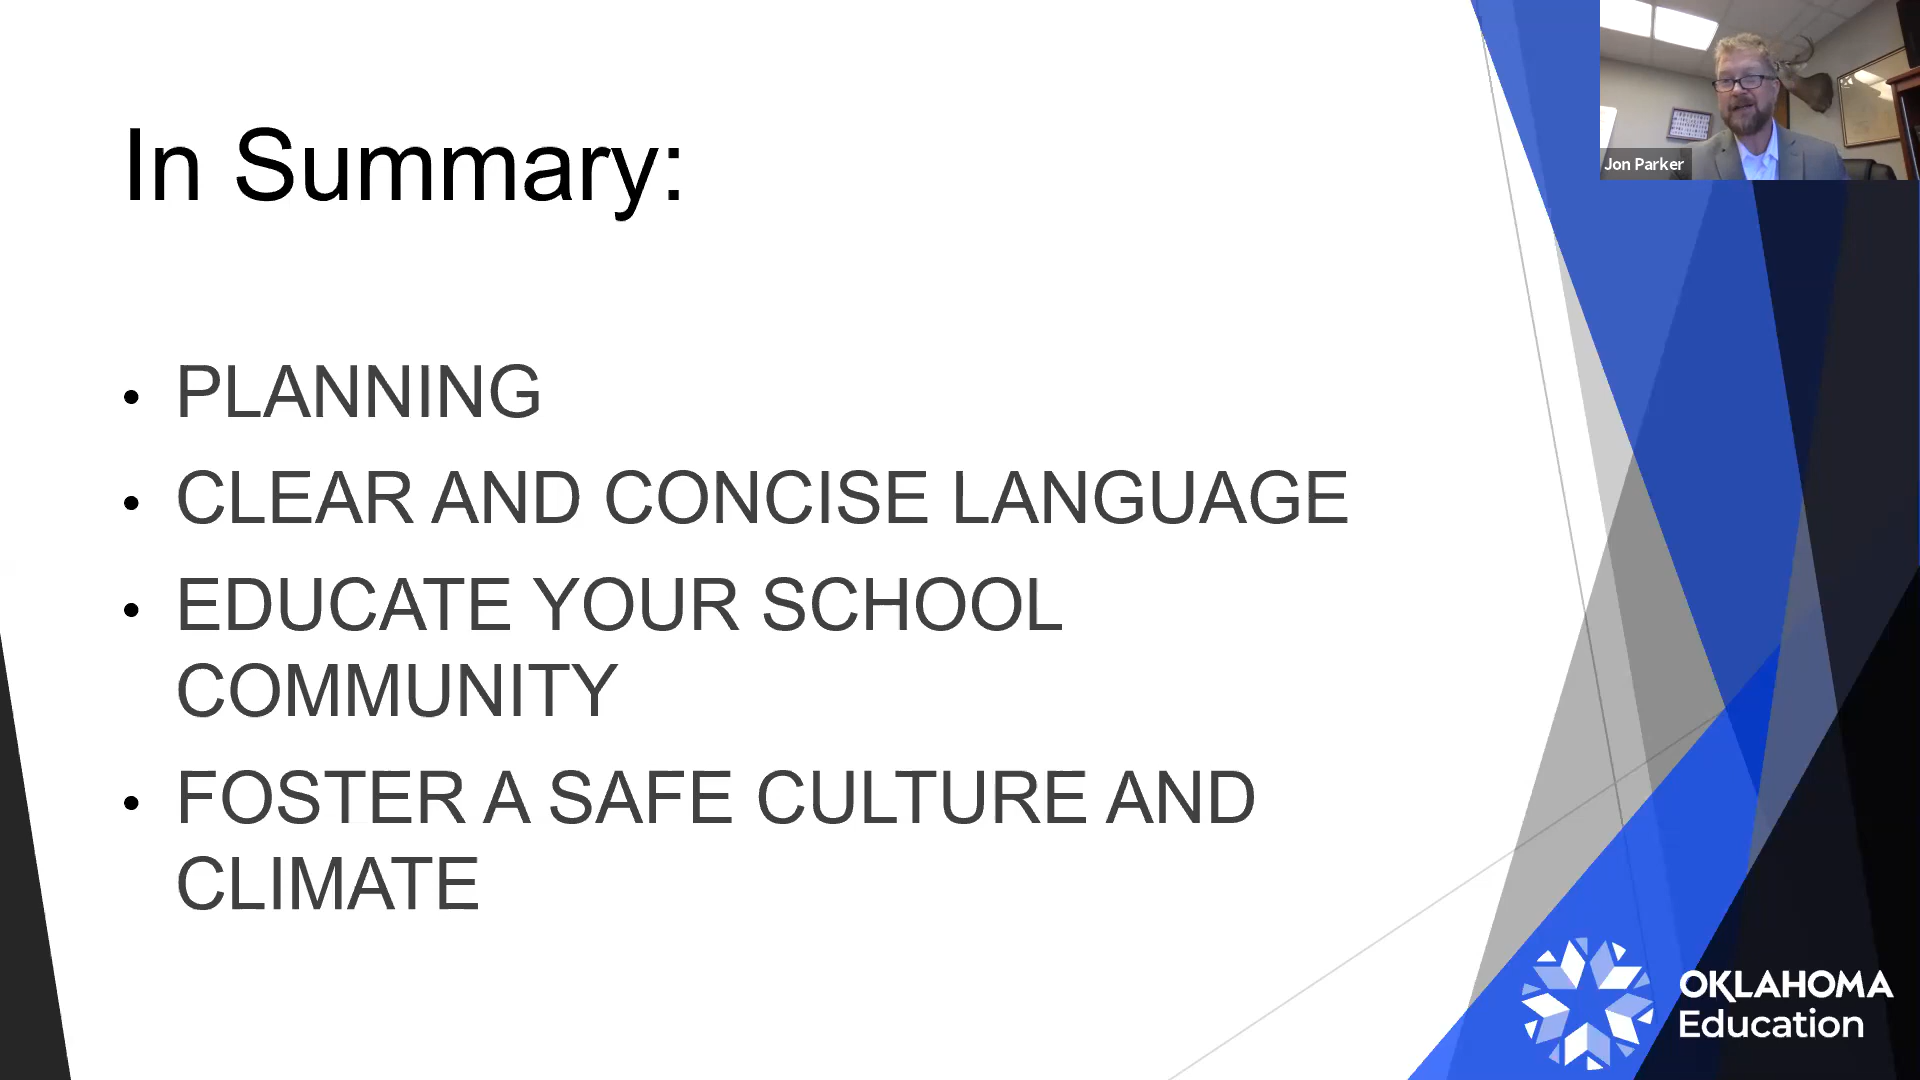 In Summary:
• PLANNING
• CLEAR AND CONCISE LANGUAGE
• EDUCATE YOUR SCHOOL
COMMUNITY
• FOSTER A SAFE CULTURE AND
CLIMATE
Jon Parker
OKLAHOMA
Education